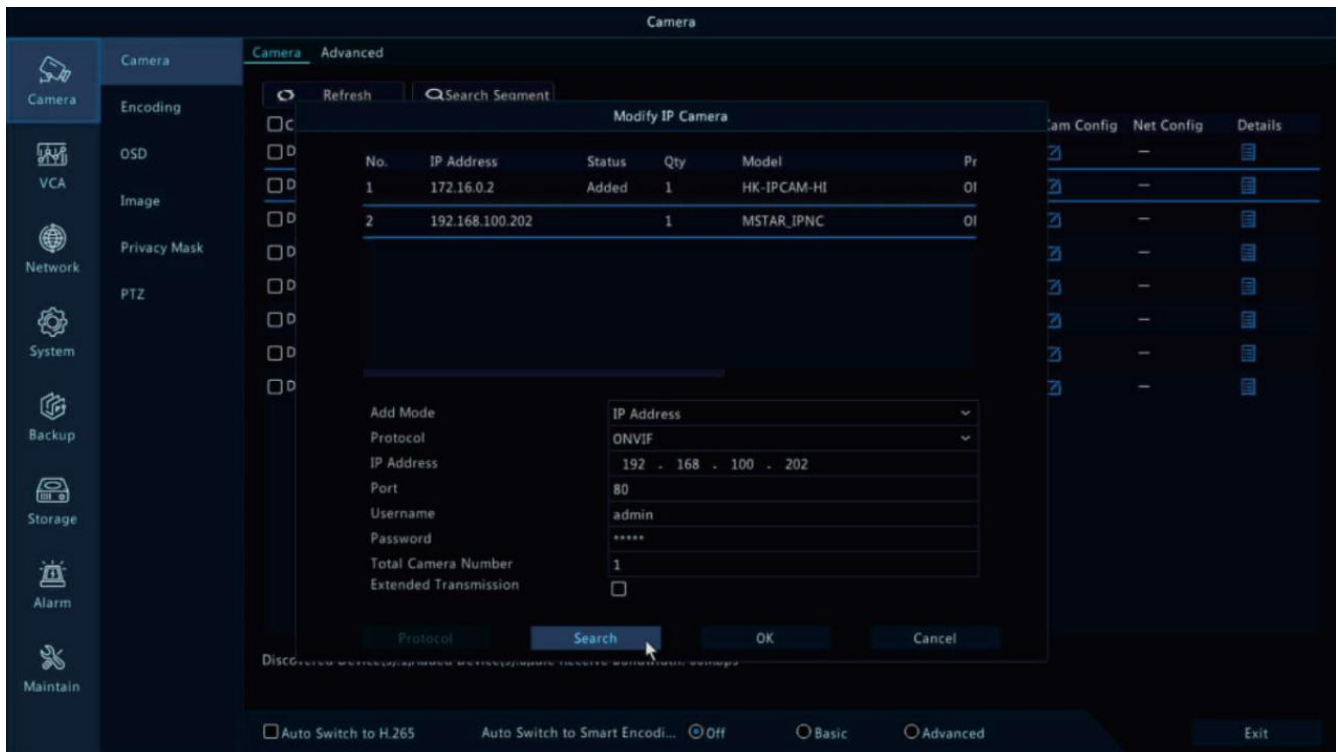 Camera
Camera
VCA
Network
System
Backup
Storage
Alarm
Maintain
Camera
Encoding
OSD
Image
Privacy Mask
PTZ
Camera Advanced
Refresh Search Segment
Cam Config Net Config Details
Modify IP Camera
No. IP Address Status Qty Model Pr
1 172.16.0.2 Added 1 HK-IPCAM-HI
2 192.168.100.202 1 MSTAR_IPNC
Add Mode IP Address
Protocol ONVIF
IP Address 192 . 168 . 100 . 202
Port 80
Username admin
Password *****
Total Camera Number 1
Extended Transmission
Protocol Search OK Cancel
Auto Switch to H.265 Auto Switch to Smart Encodi... Off Basic Advanced Exit